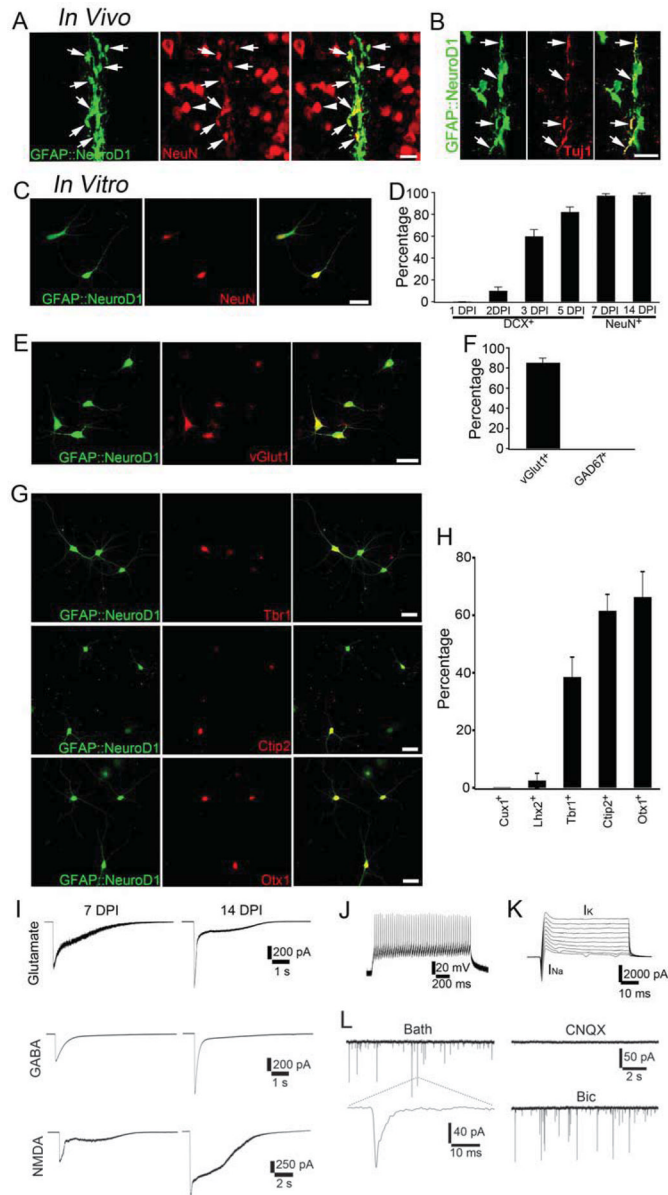 In Vivo
A
GFAP::NeuroD1
NeuN
B
GFAP::NeuroD1
Tuj1
In Vitro
C
GFAP::NeuroD1
NeuN
D
Percentage
100
80
60
40
20
0
1 DPI 2DPI 3 DPI 5 DPI 7 DPI 14 DPI
DCX+ NeuN+
E
GFAP::NeuroD1
vGlut1
F
Percentage
100
80
60
40
20
0
vGlut1+
GAD67+
G
GFAP::NeuroD1
Tbr1
GFAP::NeuroD1
Ctip2
GFAP::NeuroD1
Otx1
H
Percentage
80
60
40
20
0
Cux1+
Lhx2+
Tbr1+
Ctip2+
Otx1+
I
7 DPI 14 DPI
Glutamate
200 pA
1 s
GABA
200 pA
1 s
NMDA
250 pA
2 s
J
20 mV
200 ms
K
IK
INa
2000 pA
10 ms
L
Bath
CNQX
50 pA
2 s
Bic
40 pA
10 ms